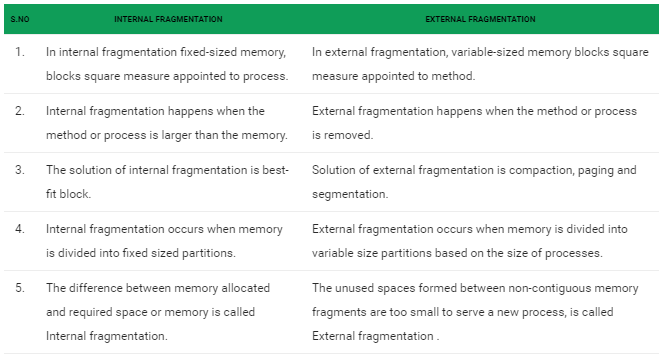 S.NO INTERNAL FRAGMENTATION EXTERNAL FRAGMENTATION
1. In internal fragmentation fixed-sized memory, In external fragmentation, variable-sized memory blocks square
blocks square measure appointed to process. measure appointed to method.
2. Internal fragmentation happens when the External fragmentation happens when the method or process
method or process is larger than the memory. is removed.
3. The solution of internal fragmentation is best- Solution of external fragmentation is compaction, paging and
fit block. segmentation.
4. Internal fragmentation occurs when memory External fragmentation occurs when memory is divided into
is divided into fixed sized partitions. variable size partitions based on the size of processes.
5. The difference between memory allocated The unused spaces formed between non-contiguous memory
and required space or memory is called fragments are too small to serve a new process, is called
Internal fragmentation. External fragmentation .